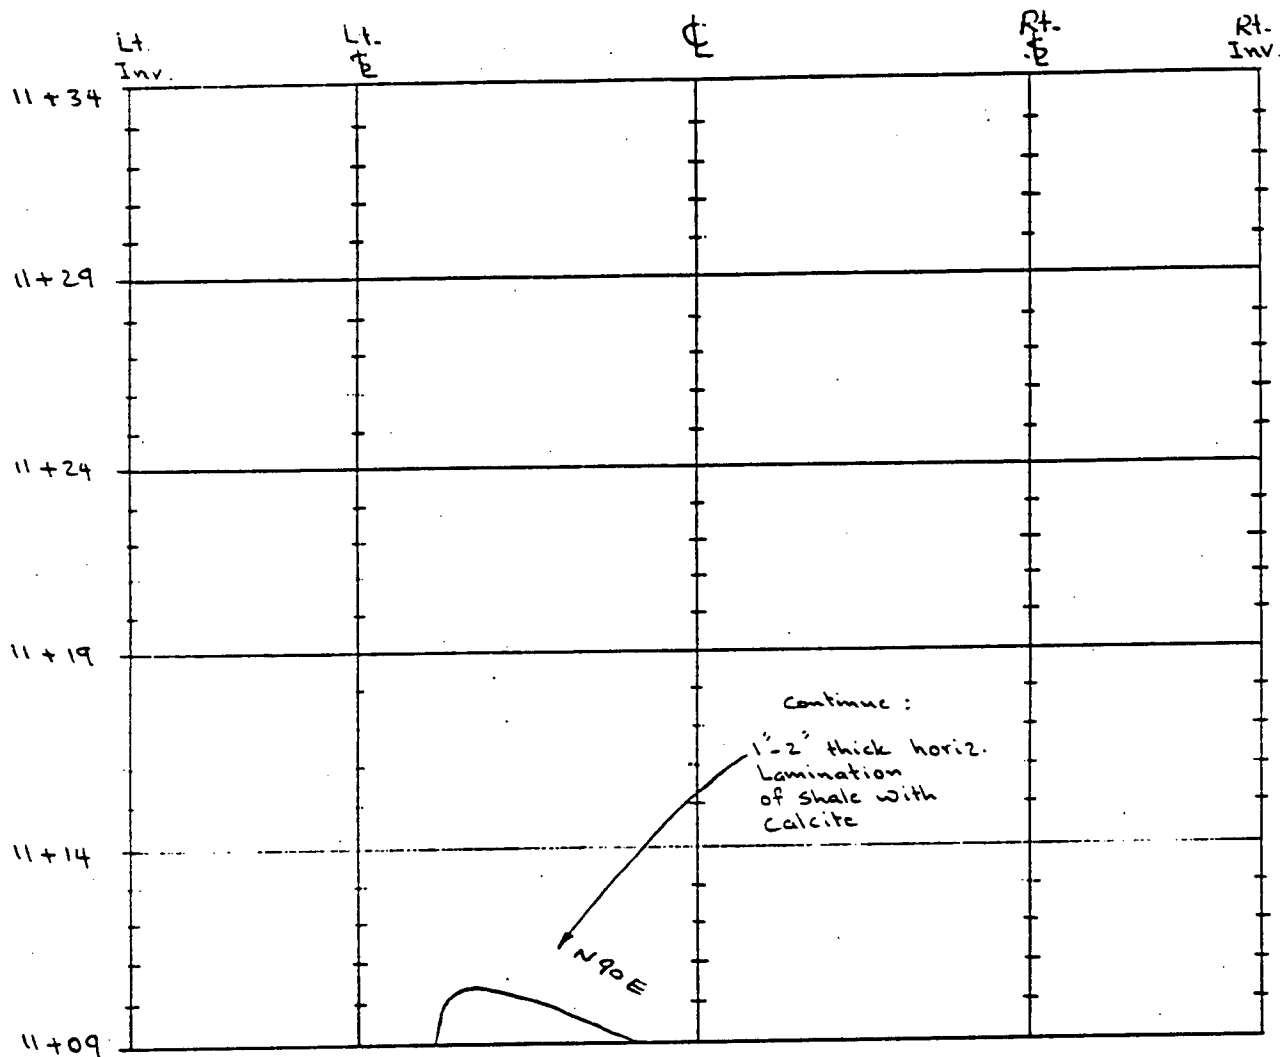 Lt. Lt. ℄ Rt. Rt.
Inv. ℄ ℄ Inv.
11+34
11+29
11+24
11+19
continue :
1"-2" thick horiz.
Lamination
of shale with
Calcite
11+14
N90E
11+09